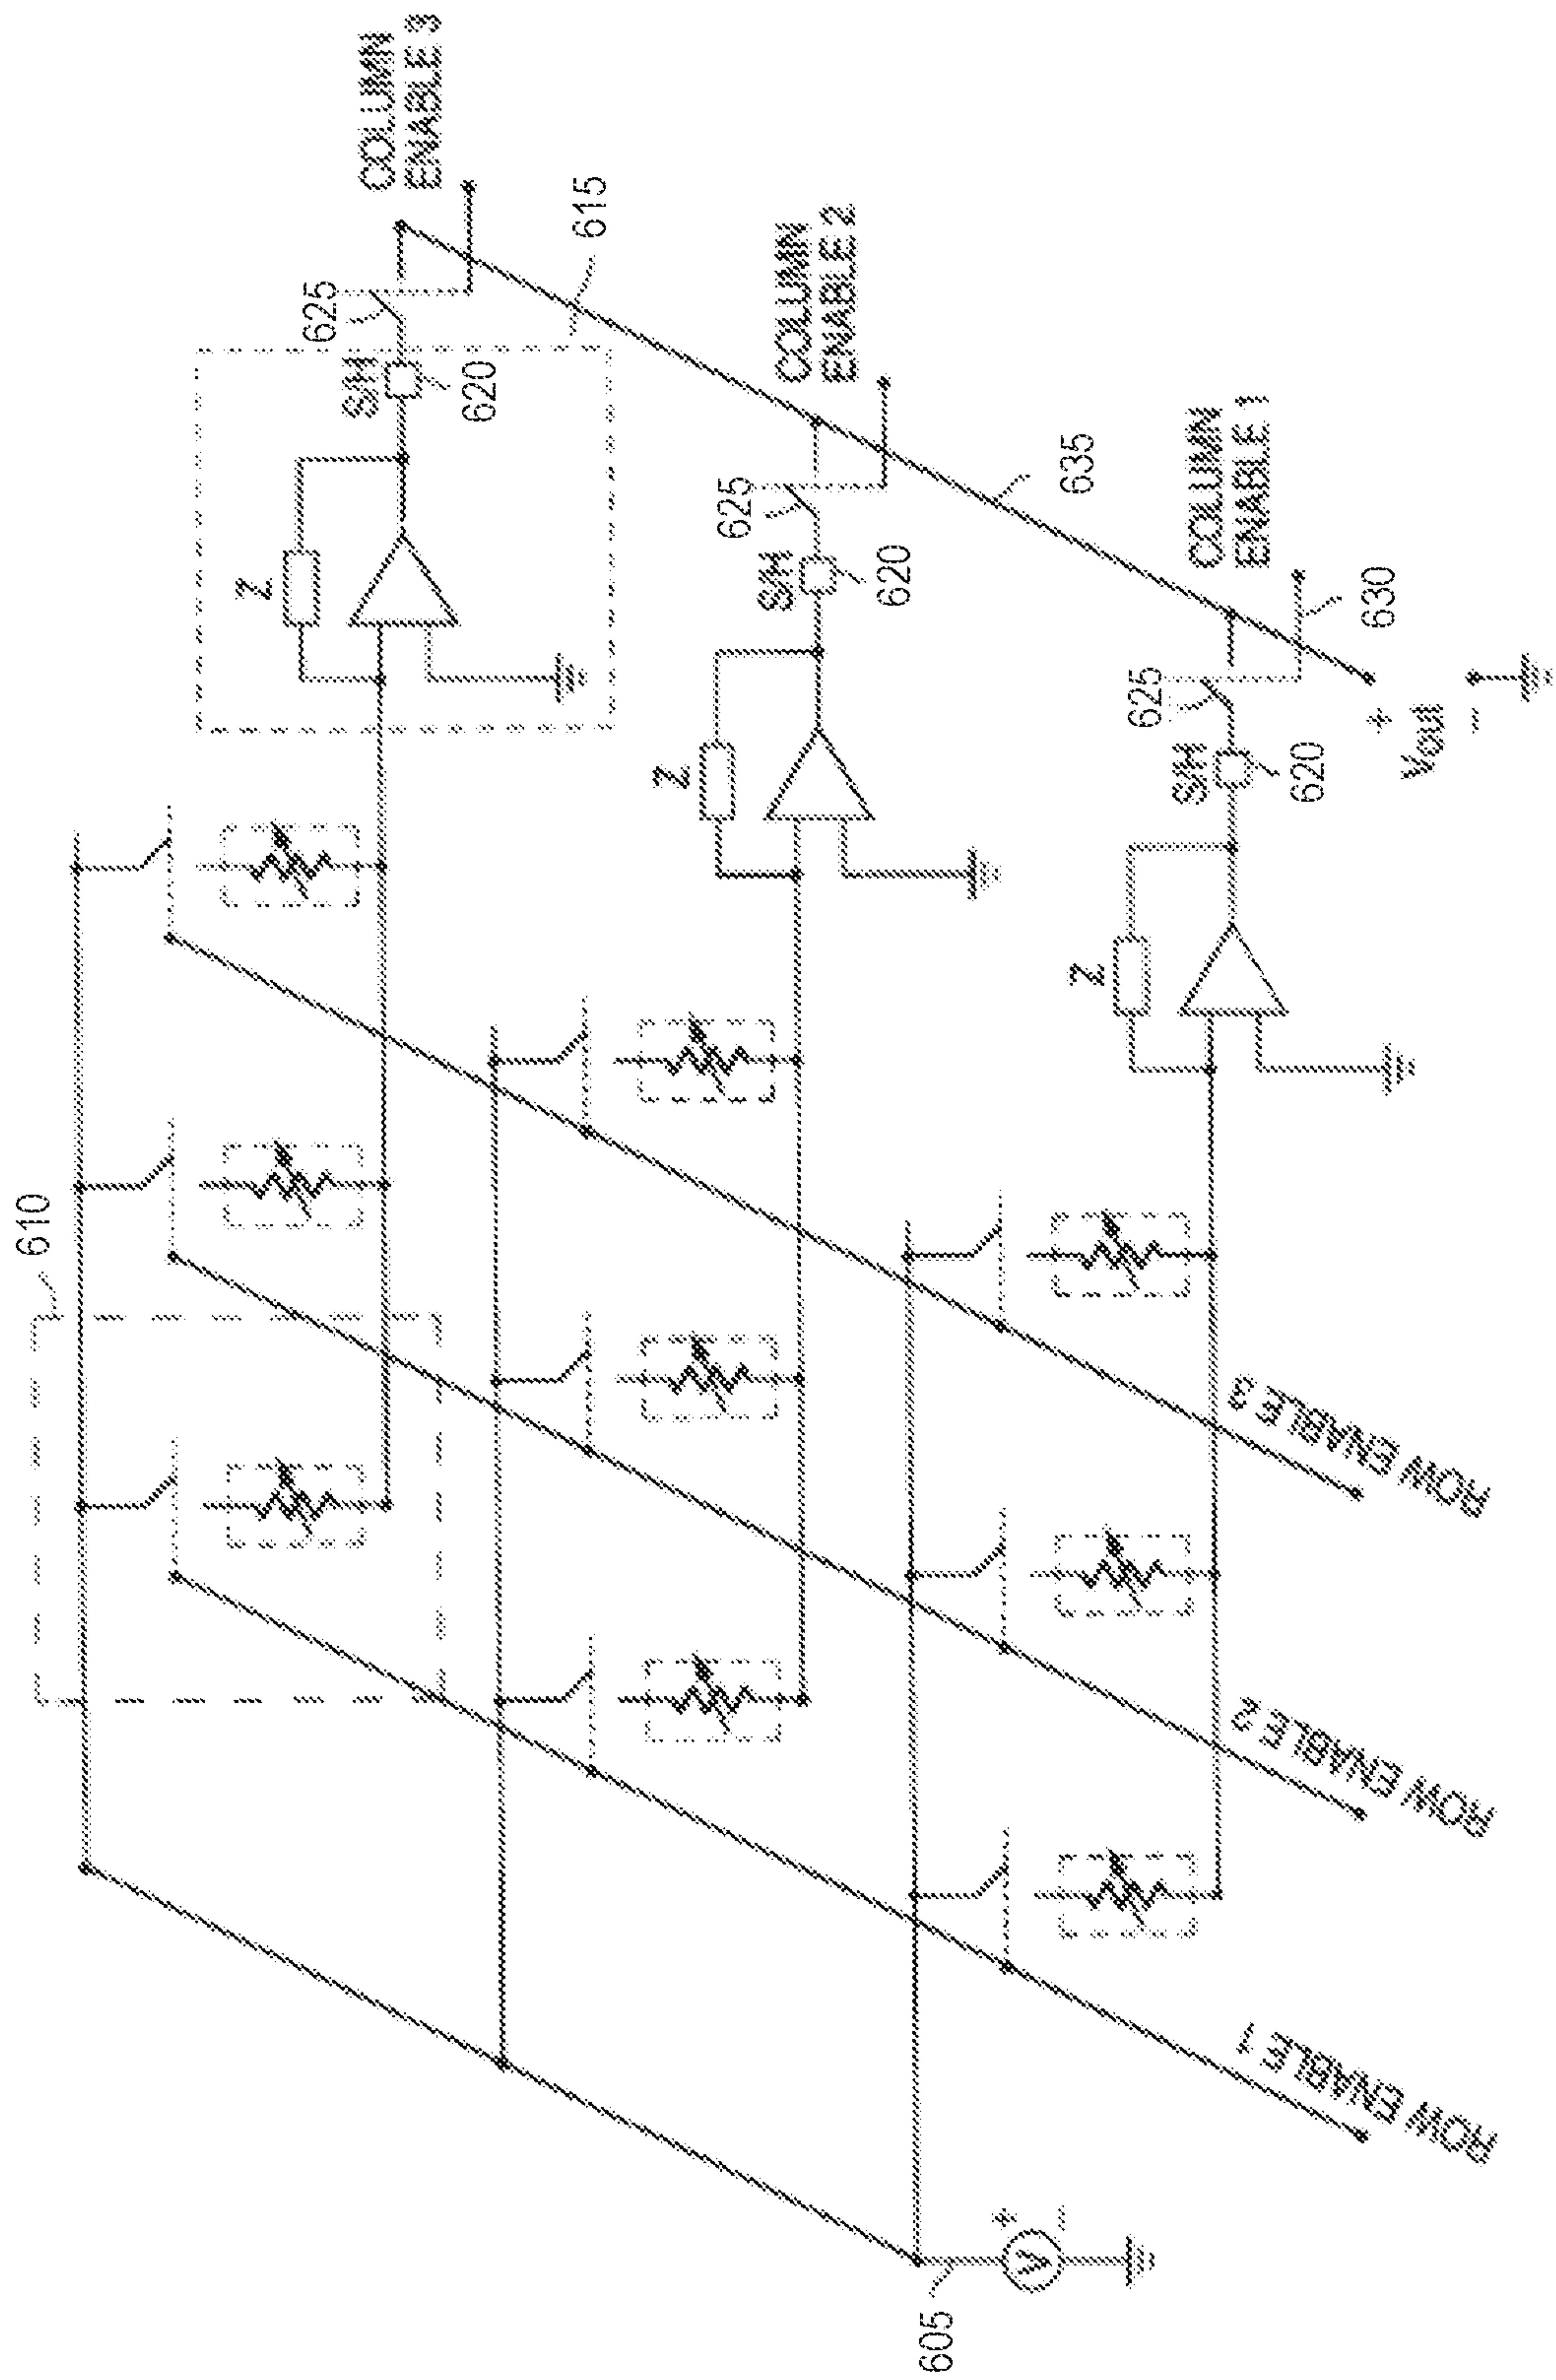 610
COLUMN
ENABLE 3
625
S/H
620
615
Z
COLUMN
ENABLE 2
625
S/H
620
635
Z
COLUMN
ENABLE 1
625
S/H
620
630
Z
+
Vout
-
ROW ENABLE 3
ROW ENABLE 2
ROW ENABLE 1
605
V
+
-